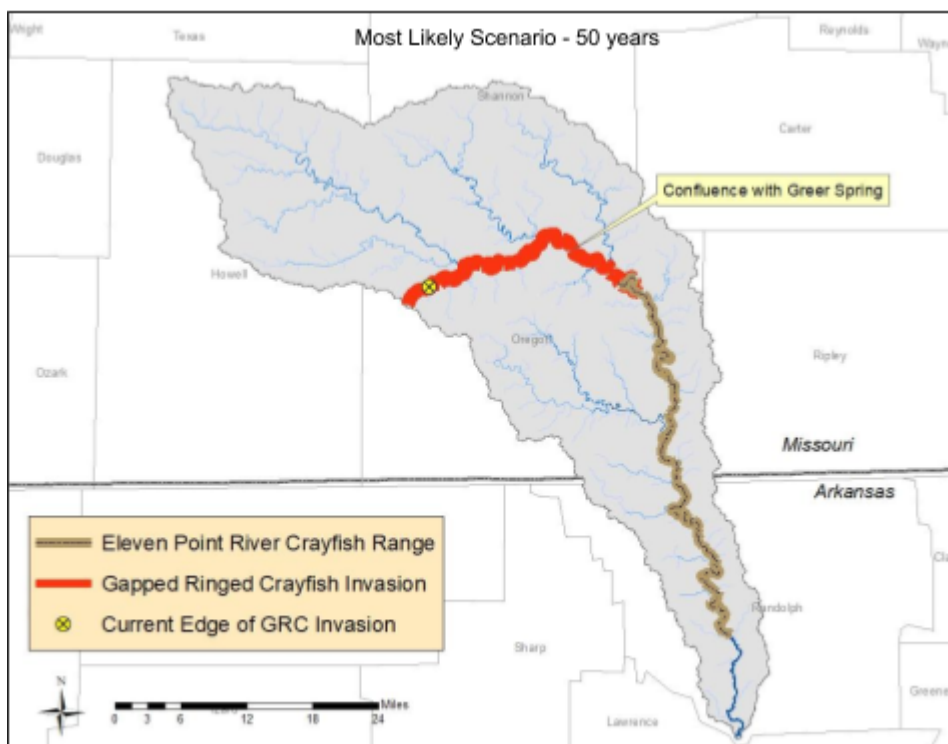 Most Likely Scenario - 50 years
Wright
Texas
Reynolds
Shannon
Carter
Douglas
Confluence with Greer Spring
Howell
Oregon
Ripley
Ozark
Missouri
Arkansas
Eleven Point River Crayfish Range
Gapped Ringed Crayfish Invasion
Current Edge of GRC Invasion
Randolph
Sharp
Lawrence
N
Miles
0 1.5 3 6 12 18 24